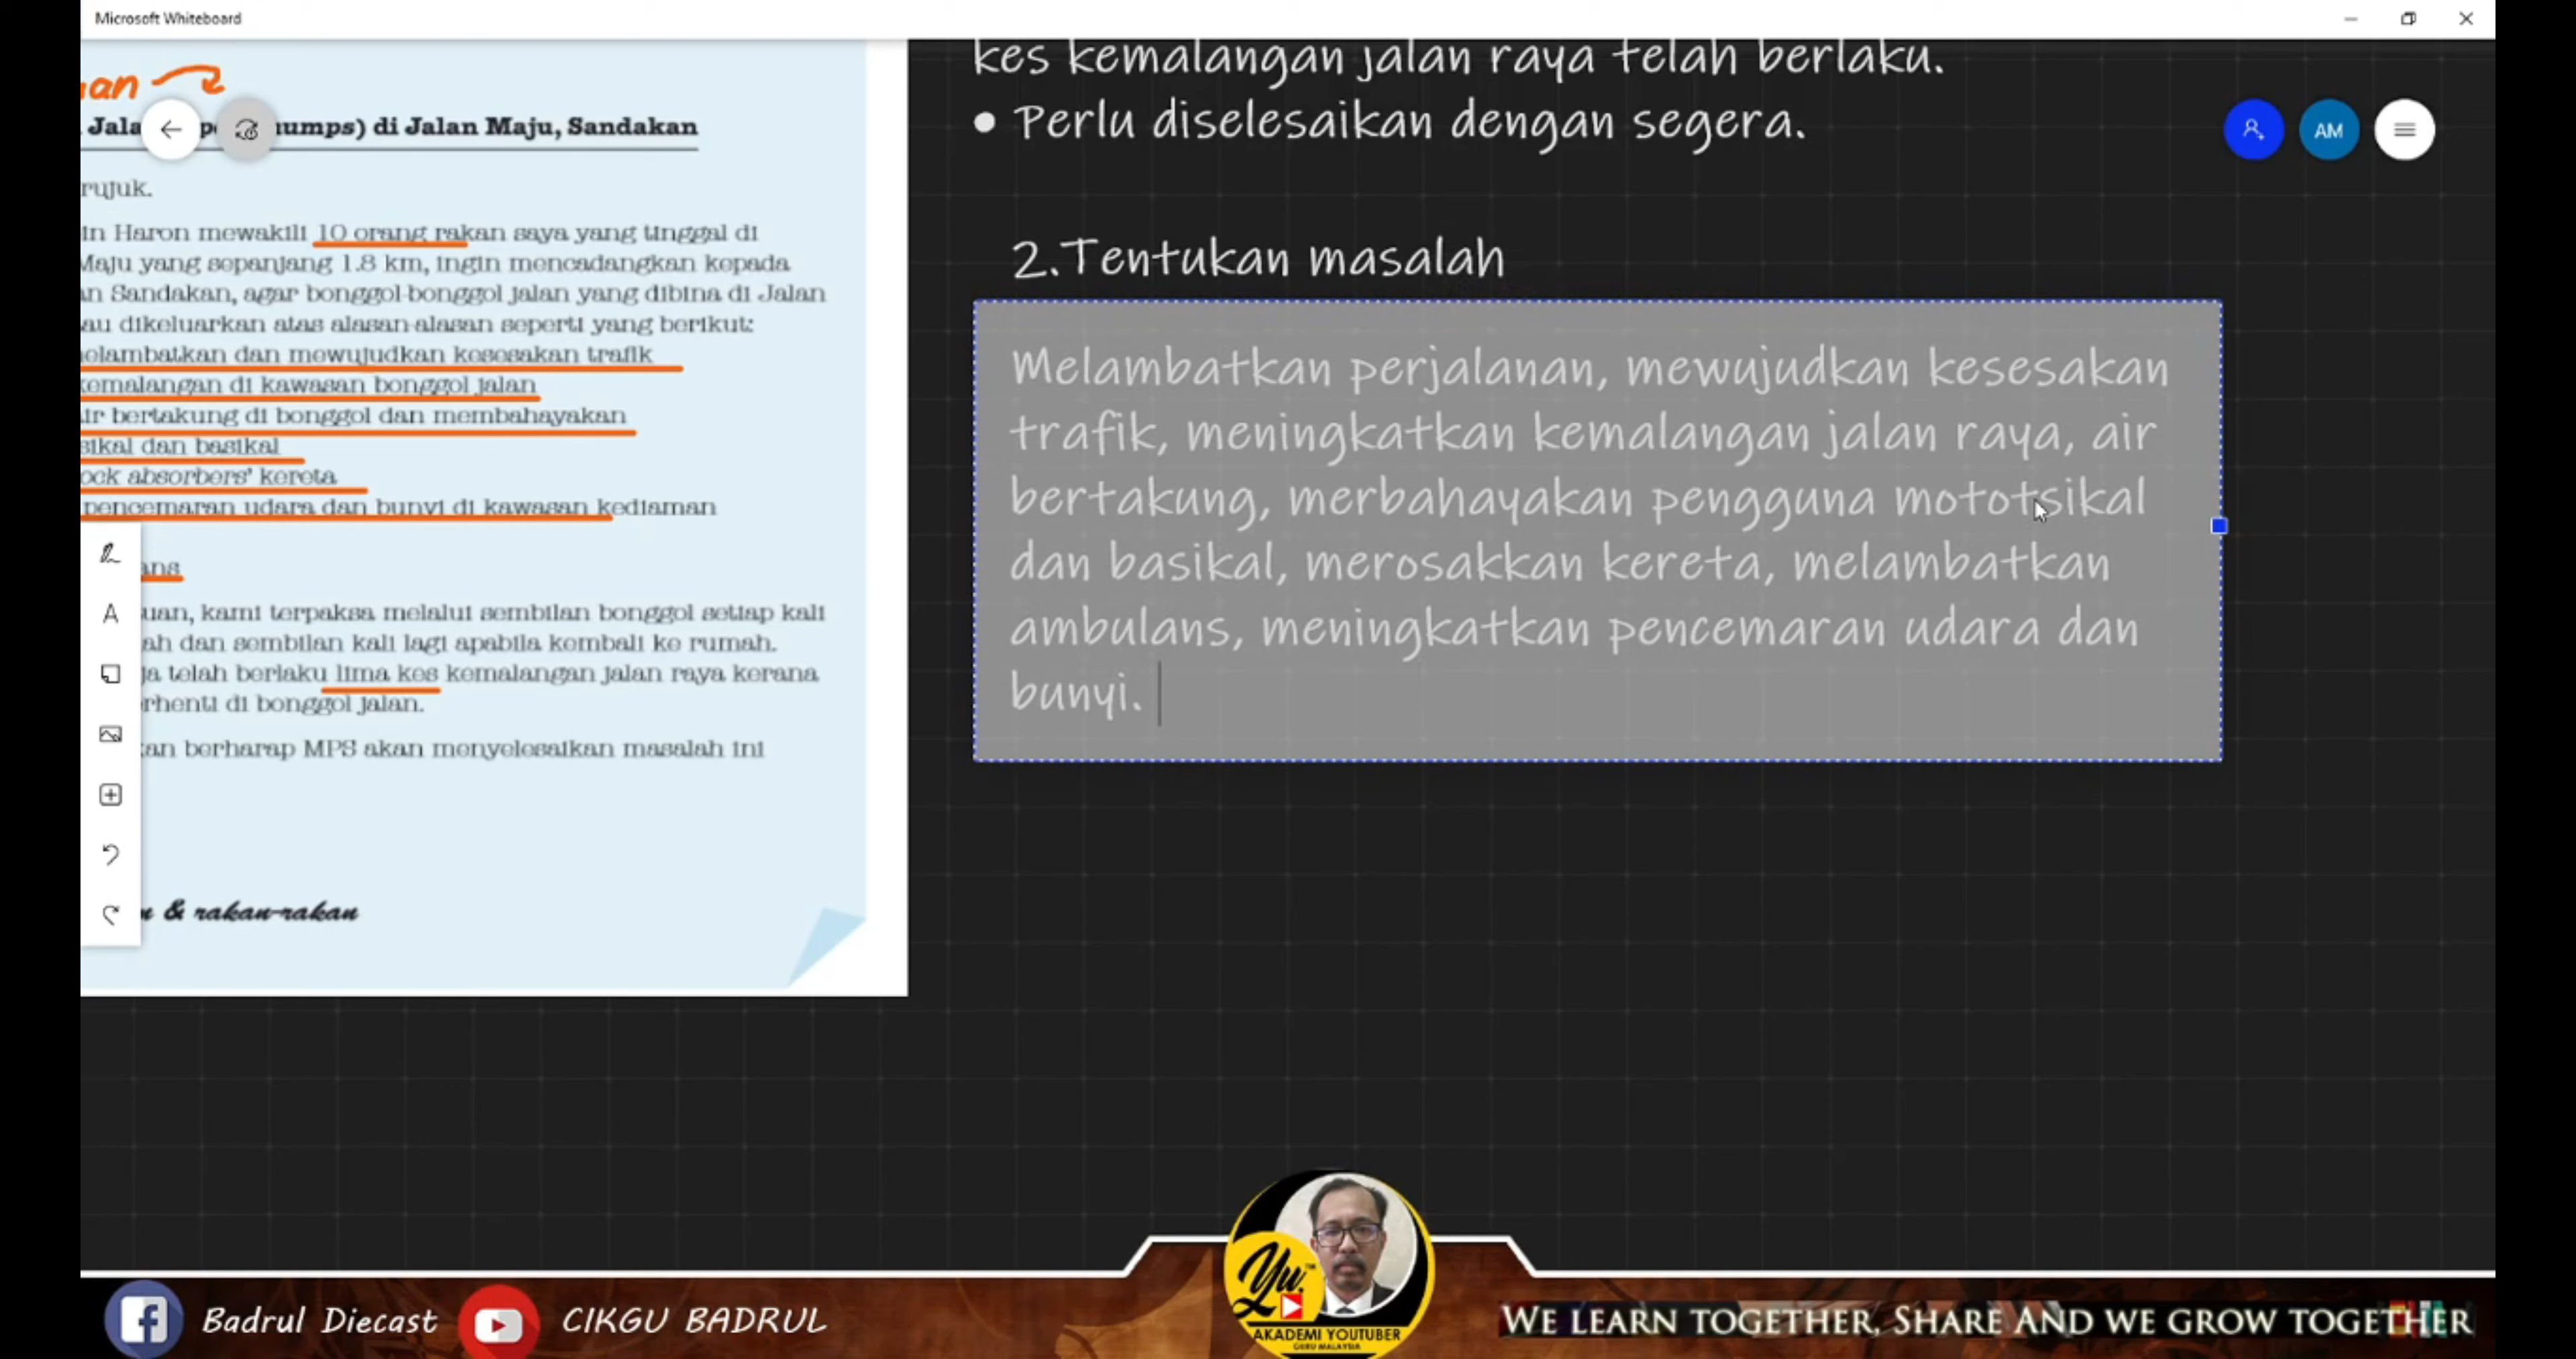 Microsoft Whiteboard
an
Jala umps) di Jalan Maju, Sandakan
rujuk.
in Haron mewakili 10 orang rakan saya yang tinggal di
Maju yang sepanjang 1.8 km, ingin mencadangkan kepada
n Sandakan, agar bonggol-bonggol jalan yang dibina di Jalan
au dikeluarkan atas alasan-alasan seperti yang berikut:
elambatkan dan mewujudkan kesesakan trafik
kemalangan di kawasan bonggol jalan
ir bertakung di bonggol dan membahayakan
sikal dan basikal
ock absorbers' kereta
pencemaran udara dan bunyi di kawasan kediaman
ans
uan, kami terpaksa melalui sembilan bonggol setiap kali
ah dan sembilan kali lagi apabila kembali ke rumah.
ja telah berlaku lima kes kemalangan jalan raya kerana
rhenti di bonggol jalan.
kan berharap MPS akan menyelesaikan masalah ini
n & rakan-rakan
kes kemalangan jalan raya telah berlaku.
• Perlu diselesaikan dengan segera.
AM
2.Tentukan masalah
Melambatkan perjalanan, mewujudkan kesesakan
trafik, meningkatkan kemalangan jalan raya, air
bertakung, merbahayakan pengguna mototsikal
dan basikal, merosakkan kereta, melambatkan
ambulans, meningkatkan pencemaran udara dan
bunyi.
A
Yu
TM
AKADEMI YOUTUBER
GURU MALAYSIA
Badrul Diecast
CIKGU BADRUL
WE LEARN TOGETHER, SHARE AND WE GROW TOGETHER